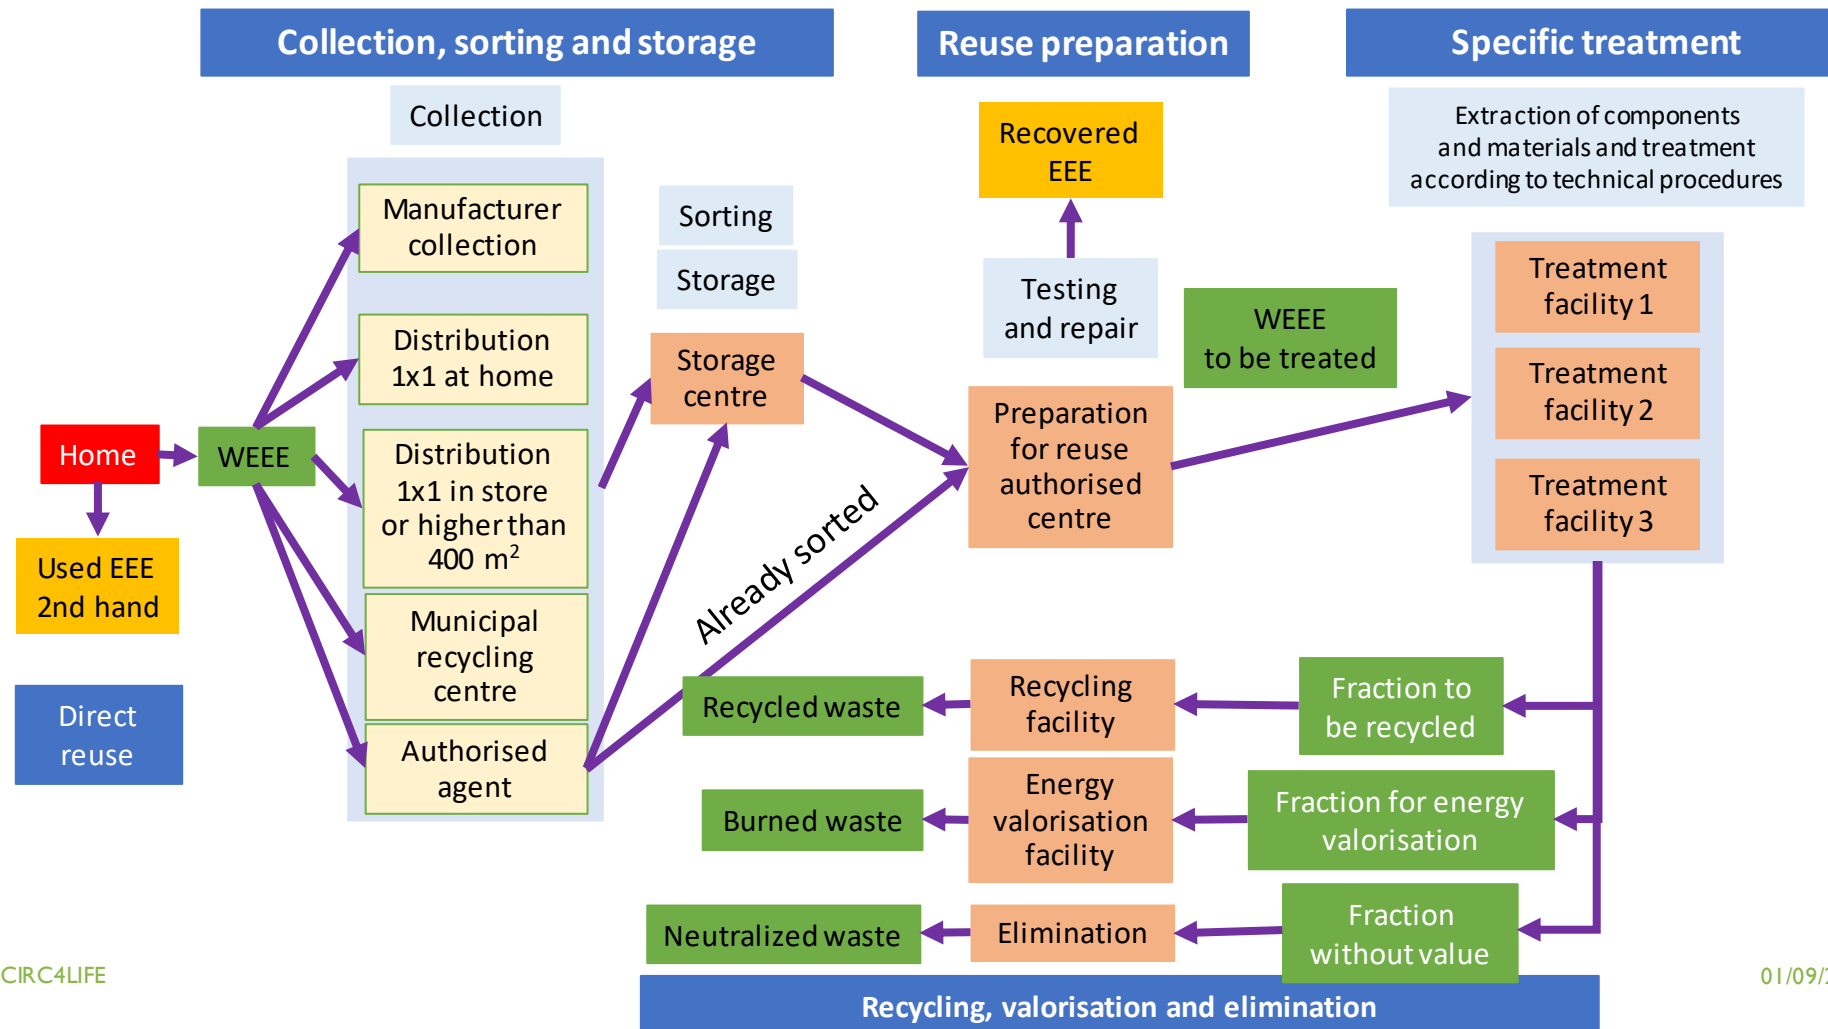 Collection, sorting and storage
Reuse preparation
Specific treatment
Collection
Manufacturer
collection
Distribution
1x1 at home
Distribution
1x1 in store
or higher than
400 m²
Municipal
recycling
centre
Authorised
agent
Home
WEEE
Used EEE
2nd hand
Direct
reuse
Sorting
Storage
Storage
centre
Already sorted
Recovered
EEE
Testing
and repair
Preparation
for reuse
authorised
centre
WEEE
to be treated
Extraction of components
and materials and treatment
according to technical procedures
Treatment
facility 1
Treatment
facility 2
Treatment
facility 3
Recycled waste
Recycling
facility
Fraction to
be recycled
Burned waste
Energy
valorisation
facility
Fraction for energy
valorisation
Neutralized waste
Elimination
Fraction
without value
Recycling, valorisation and elimination
CIRC4LIFE
01/09/